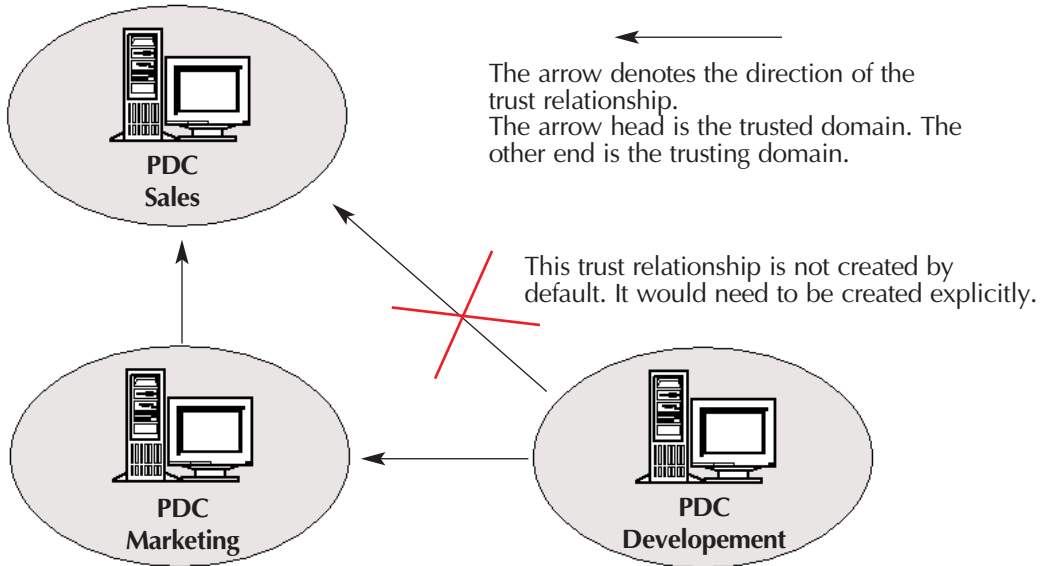 The arrow denotes the direction of the
trust relationship.
The arrow head is the trusted domain. The
other end is the trusting domain.
PDC
Sales
This trust relationship is not created by
default. It would need to be created explicitly.
PDC
Marketing
PDC
Developement